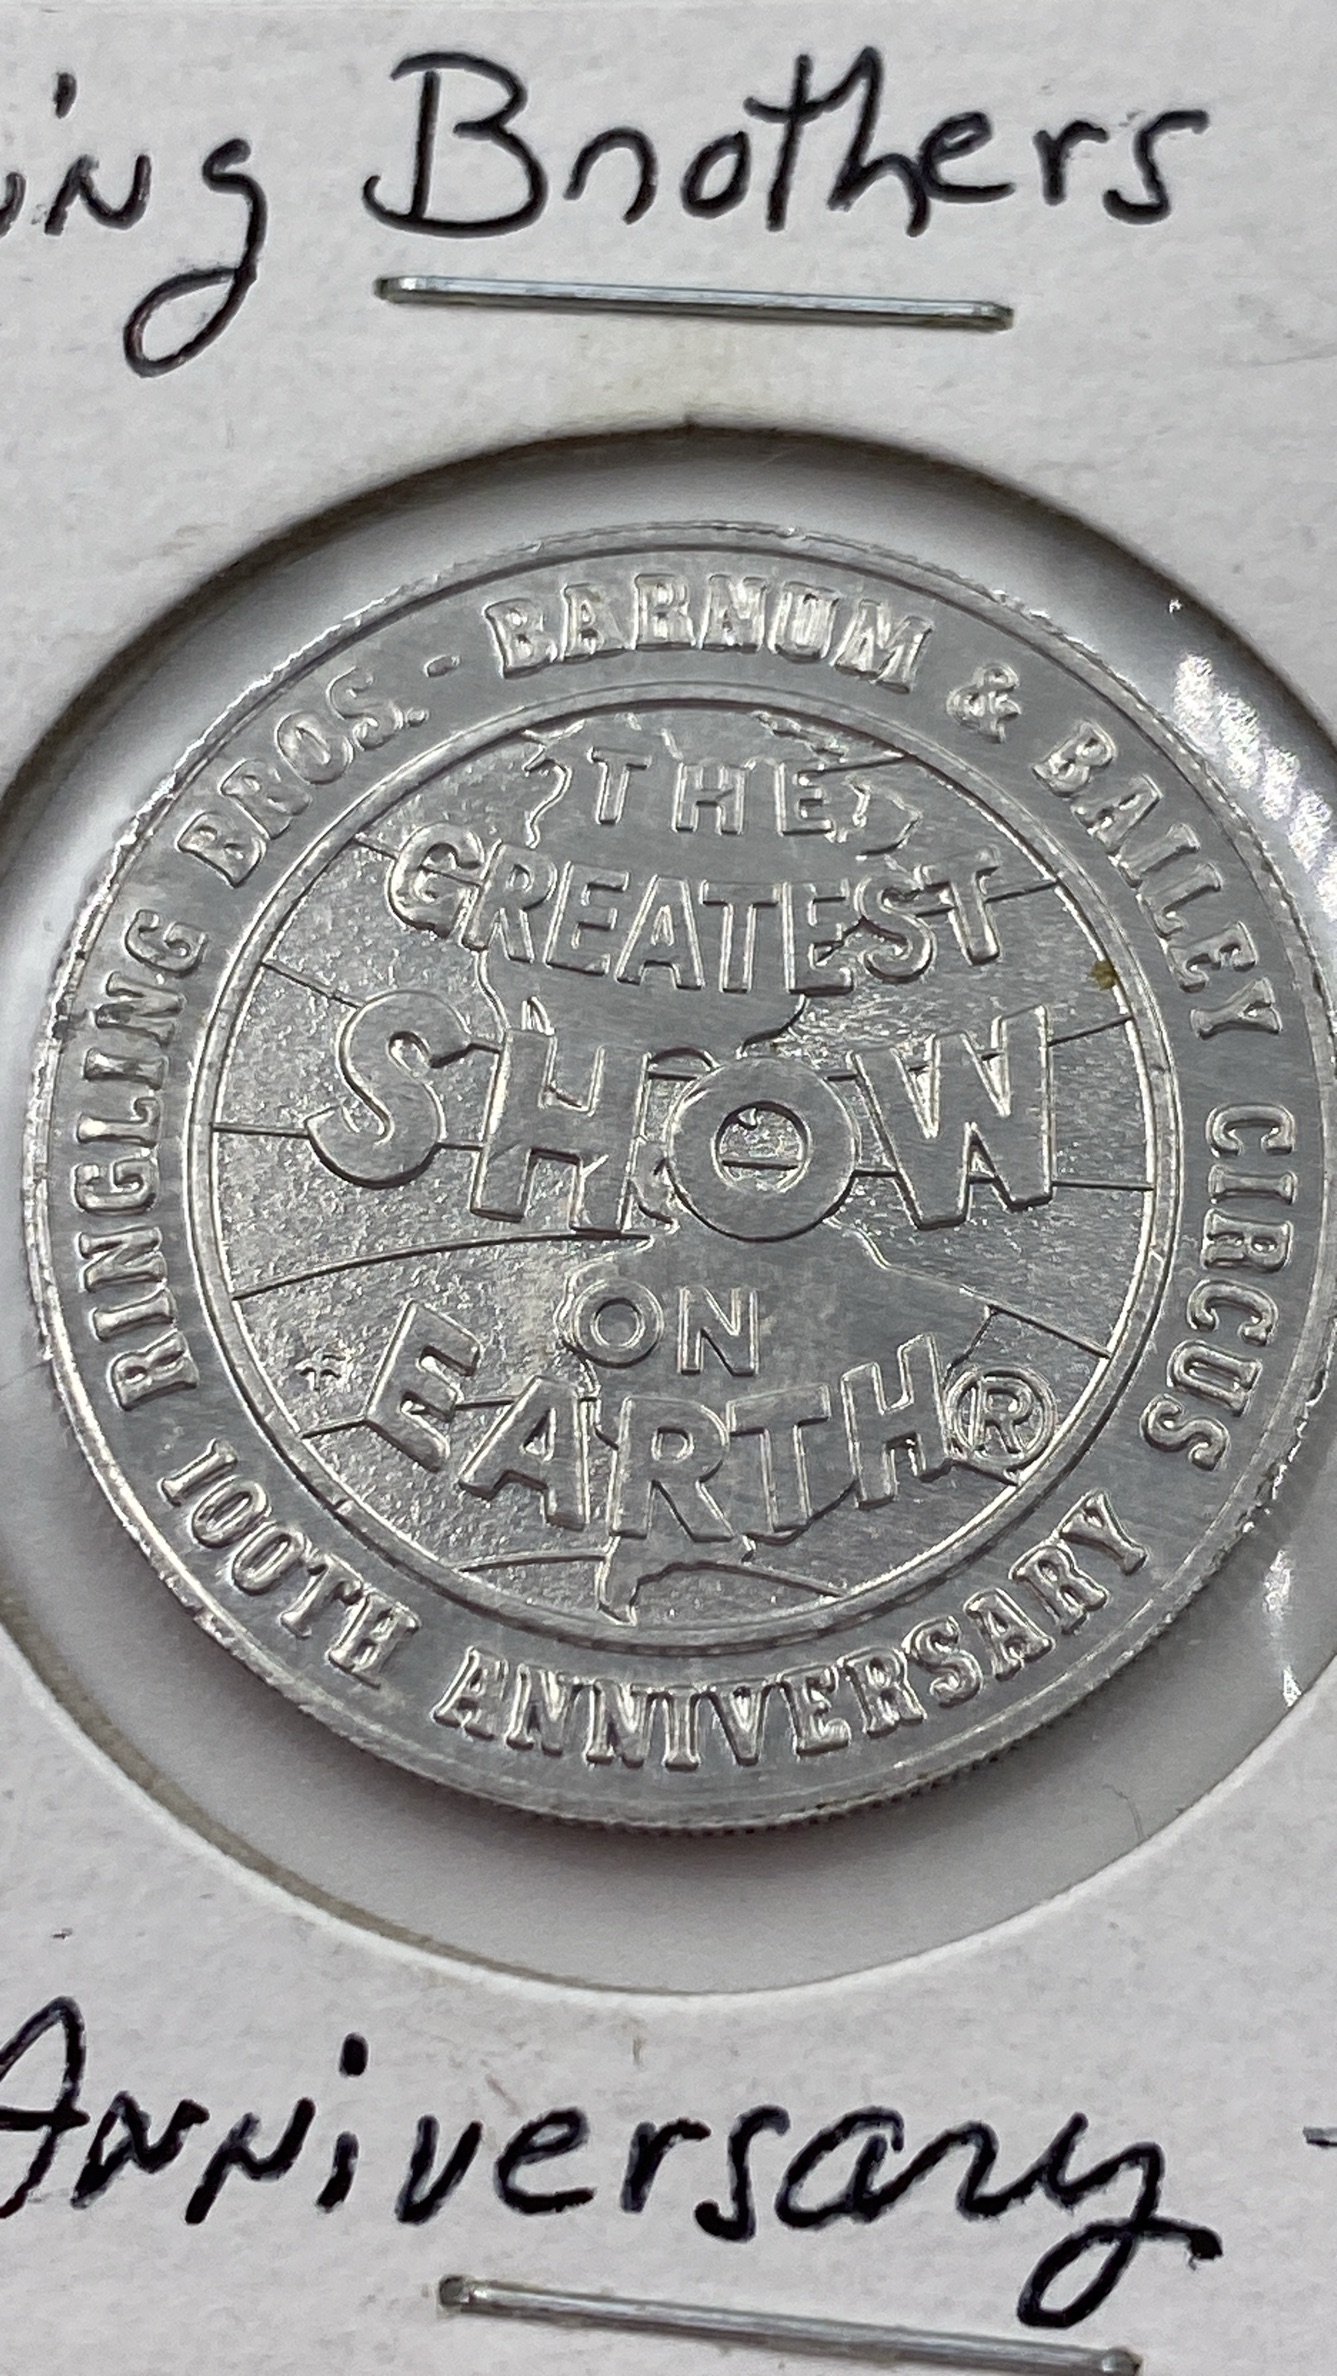 ing Brothers
RINGLING BROS. - BARNUM & BAILEY CIRCUS
THE
GREATEST
SHOW
ON
EARTH®
100TH ANNIVERSARY
Anniversary -